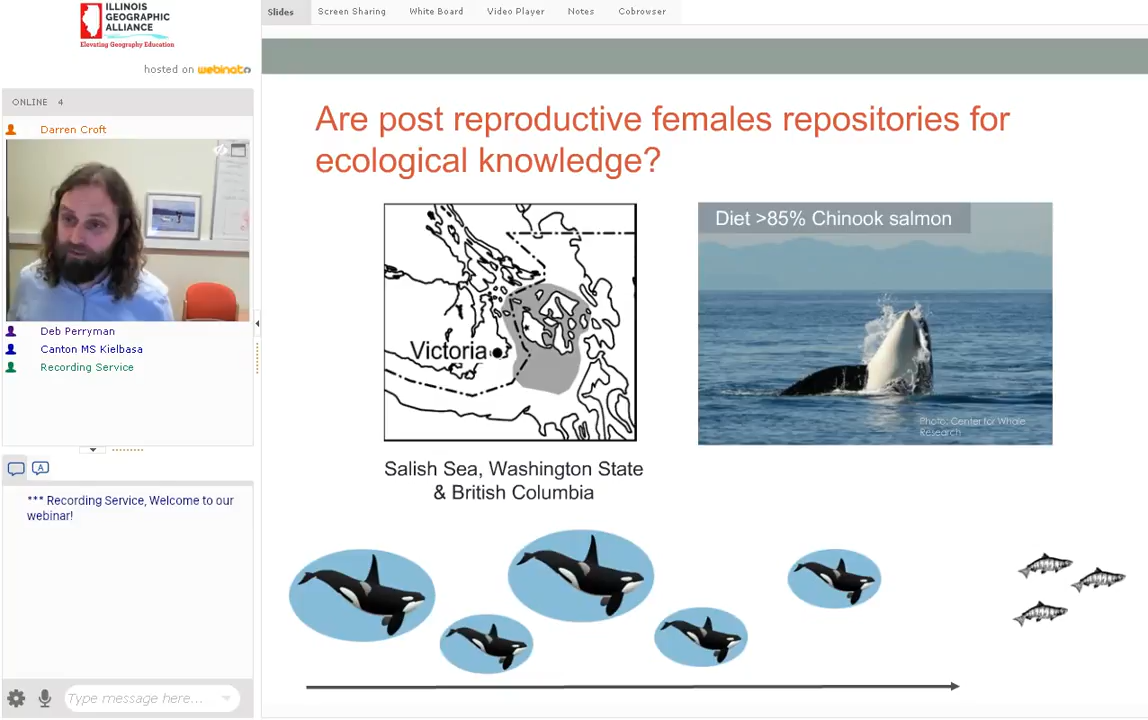 ILLINOIS
GEOGRAPHIC
ALLIANCE
Elevating Geography Education
hosted on webinato
ONLINE 4
Darren Croft
Deb Perryman
Canton MS Kielbasa
Recording Service
*** Recording Service, Welcome to our
webinar!
Type message here...
Slides
Screen Sharing
White Board
Video Player
Notes
Cobrowser
Are post reproductive females repositories for
ecological knowledge?
Victoria
Salish Sea, Washington State
& British Columbia
Diet >85% Chinook salmon
Photo: Center for Whale
Research